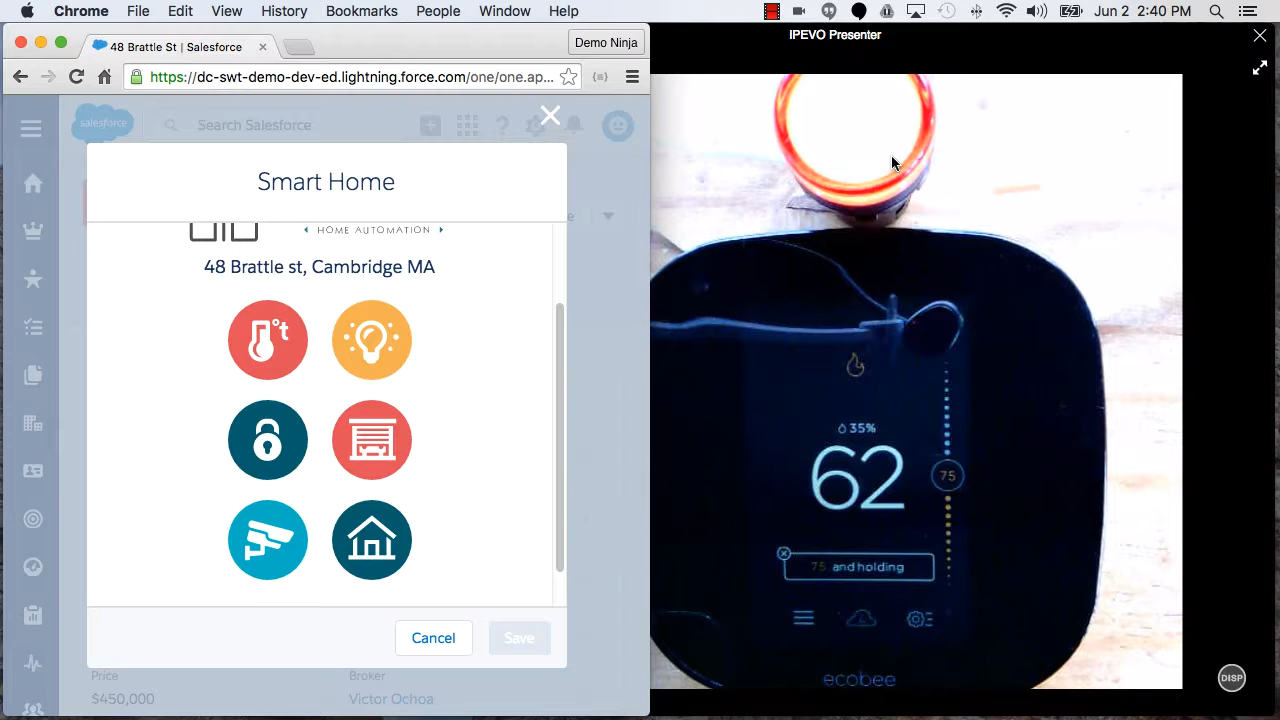 Chrome File Edit View History Bookmarks People Window Help Jun 2 2:40 PM
48 Brattle St | Salesforce
Demo Ninja
https://dc-swt-demo-dev-ed.lightning.force.com/one/one.ap...
IPEVO Presenter
salesforce
Search Salesforce
Smart Home
HOME AUTOMATION
48 Brattle st, Cambridge MA
°t
Cancel
Save
Price
Broker
$450,000
Victor Ochoa
35%
62
75
75 and holding
ecobee
DISP